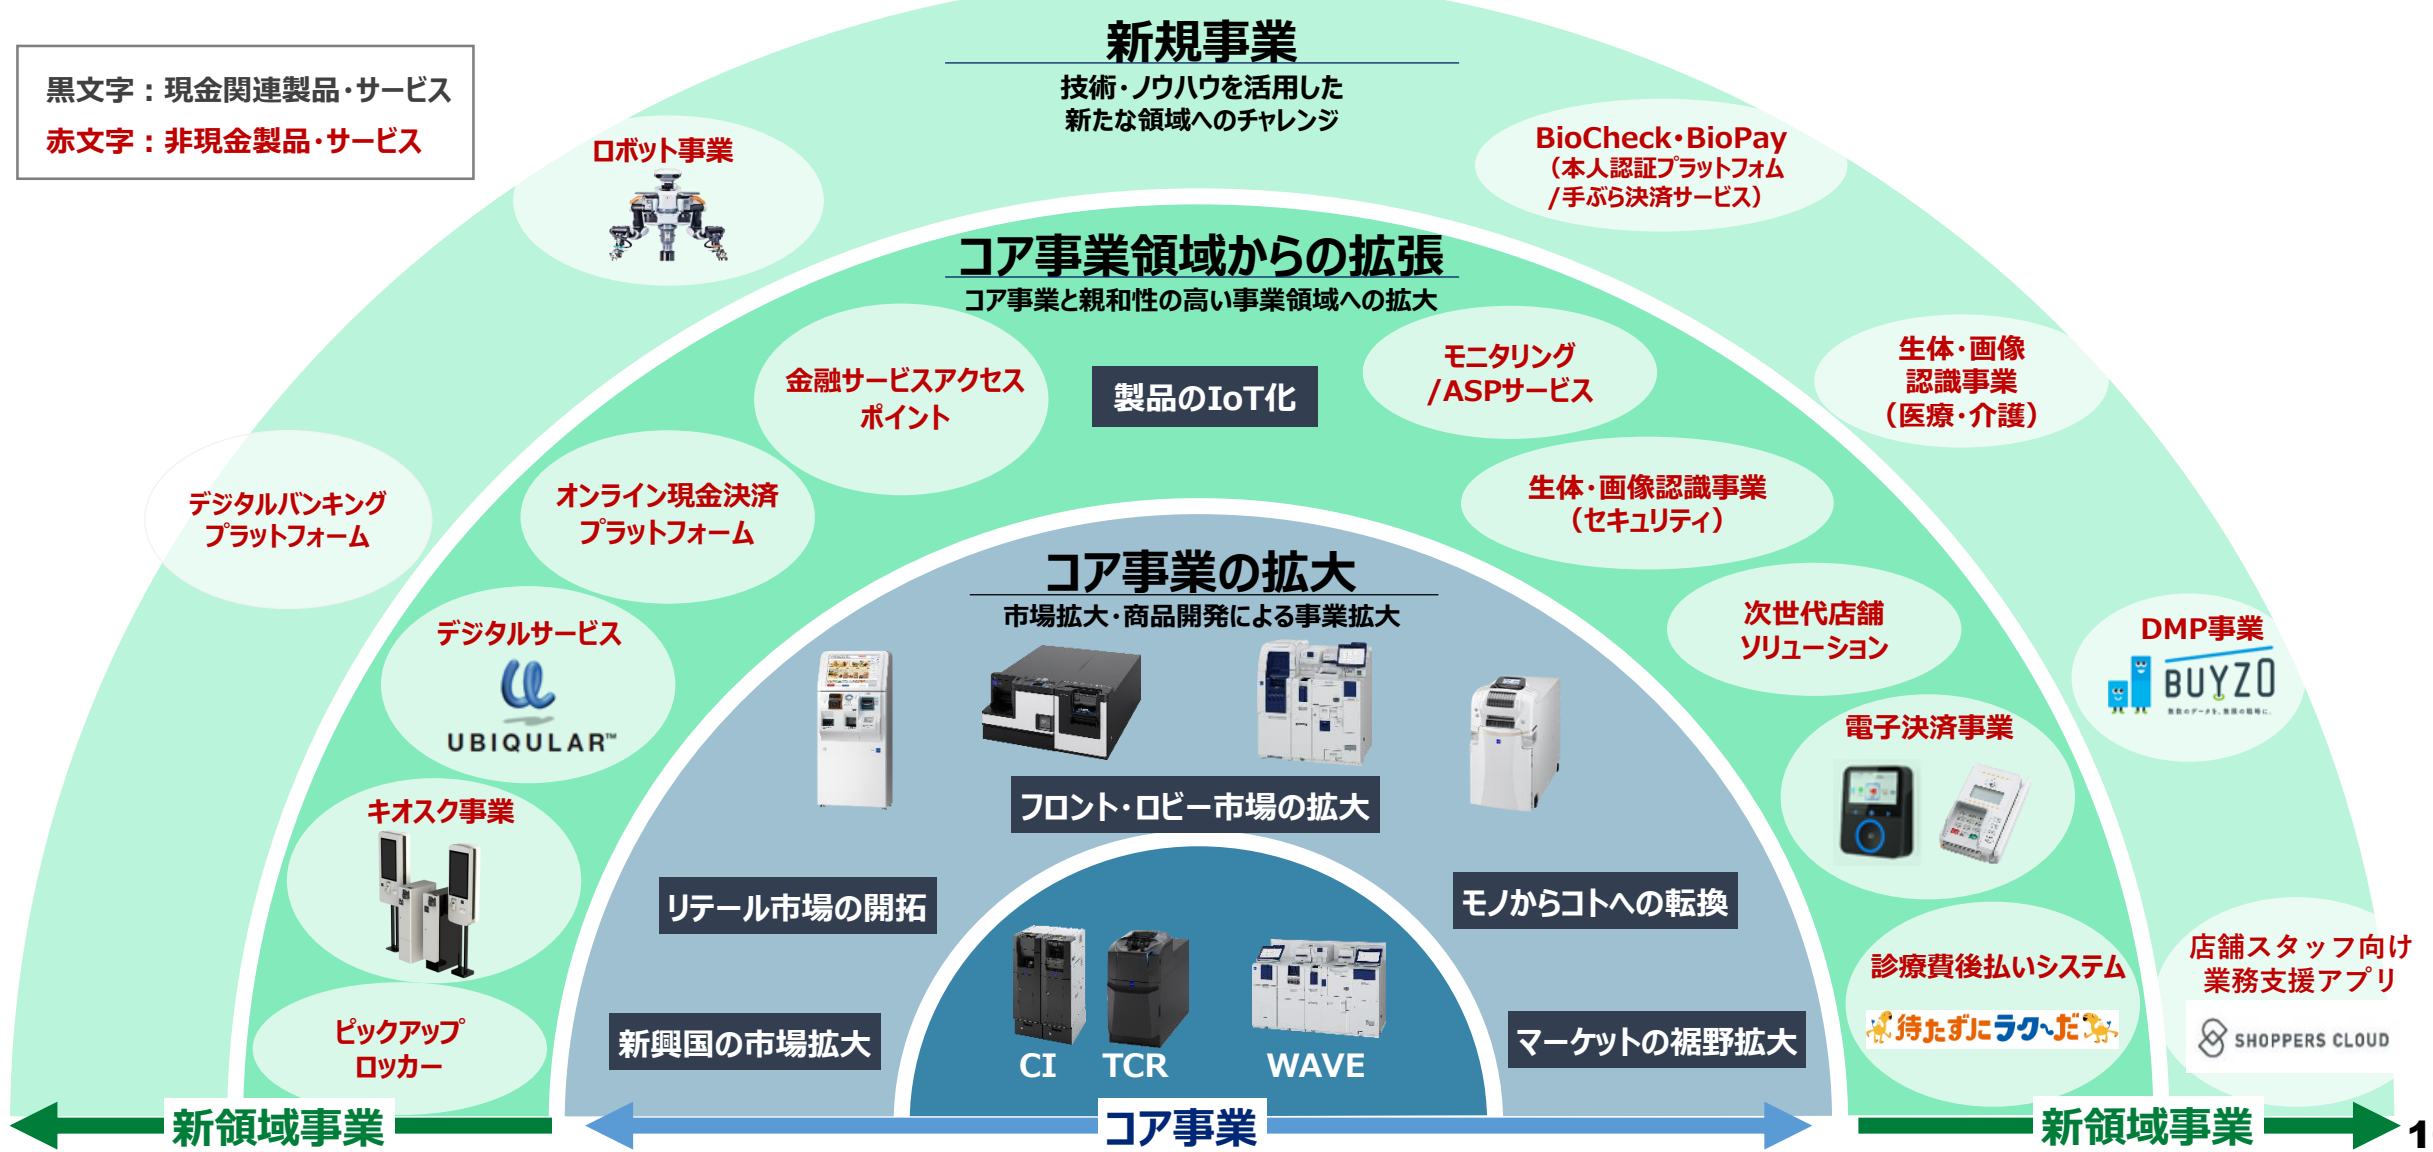 黒文字：現金関連製品・サービス
赤文字：非現金製品・サービス
新規事業
技術・ノウハウを活用した
新たな領域へのチャレンジ
ロボット事業
BioCheck・BioPay
（本人認証プラットフォム
/手ぶら決済サービス）
コア事業領域からの拡張
コア事業と親和性の高い事業領域への拡大
金融サービスアクセス
ポイント
製品のIoT化
モニタリング
/ASPサービス
生体・画像
認識事業
（医療・介護）
デジタルバンキング
プラットフォーム
オンライン現金決済
プラットフォーム
生体・画像認識事業
（セキュリティ）
コア事業の拡大
市場拡大・商品開発による事業拡大
デジタルサービス
UBIQULAR™
次世代店舗
ソリューション
DMP事業
BUYZO
無数のデータを、無限の戦略に。
電子決済事業
キオスク事業
フロント・ロビー市場の拡大
リテール市場の開拓
モノからコトへの転換
診療費後払いシステム
待たずにラク〜だ
店舗スタッフ向け
業務支援アプリ
SHOPPERS CLOUD
ピックアップ
ロッカー
新興国の市場拡大
マーケットの裾野拡大
CI
TCR
WAVE
新領域事業
コア事業
新領域事業
1